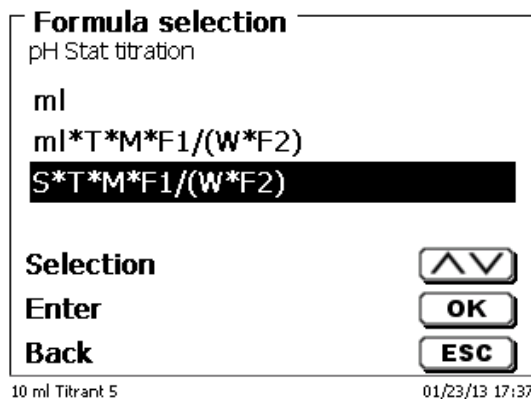 Formula selection
pH Stat titration
ml
ml*T*M*F1/(W*F2)
S*T*M*F1/(W*F2)
Selection
Enter OK
Back ESC
10 ml Titrant 5 01/23/13 17:37